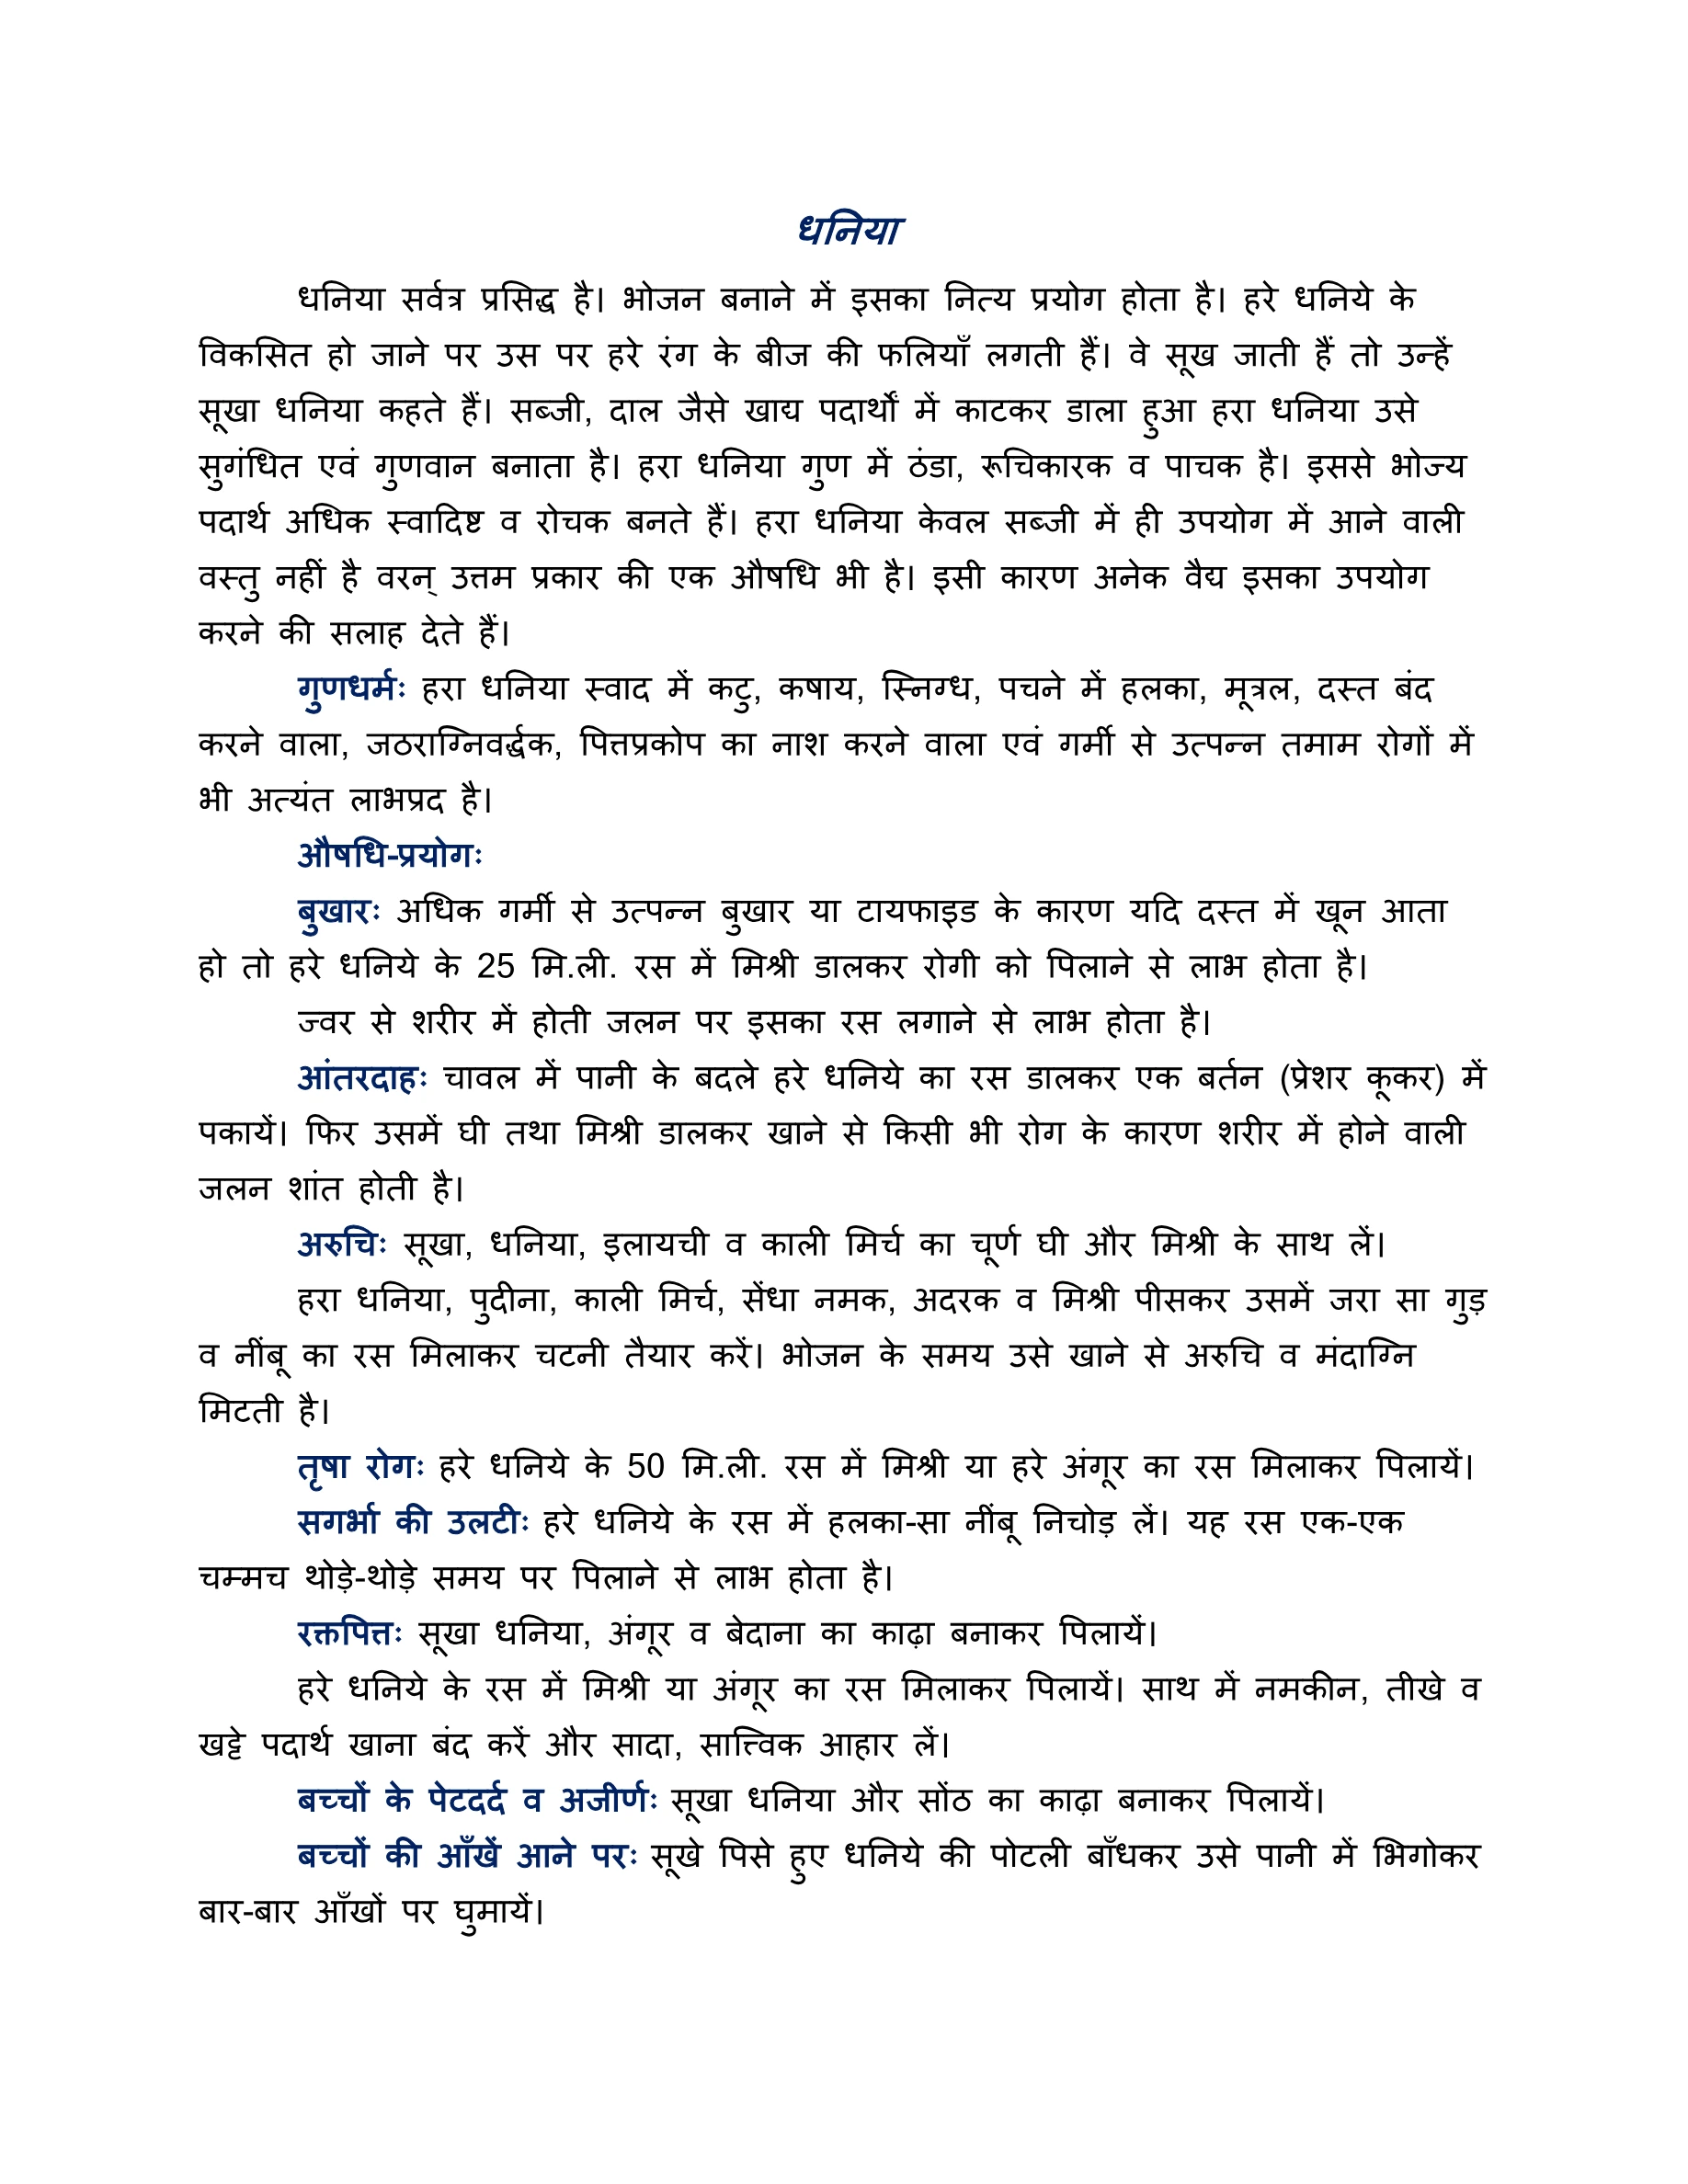 धनिया
धनिया सर्वत्र प्रसिद्ध है। भोजन बनाने में इसका नित्य प्रयोग होता है। हरे धनिये के
विकसित हो जाने पर उस पर हरे रंग के बीज की फलियाँ लगती हैं। वे सूख जाती हैं तो उन्हें
सूखा धनिया कहते हैं। सब्जी, दाल जैसे खाद्य पदार्थों में काटकर डाला हुआ हरा धनिया उसे
सुगंधित एवं गुणवान बनाता है। हरा धनिया गुण में ठंडा, रूचिकारक व पाचक है। इससे भोज्य
पदार्थ अधिक स्वादिष्ट व रोचक बनते हैं। हरा धनिया केवल सब्जी में ही उपयोग में आने वाली
वस्तु नहीं है वरन् उत्तम प्रकार की एक औषधि भी है। इसी कारण अनेक वैद्य इसका उपयोग
करने की सलाह देते हैं।
गुणधर्मः हरा धनिया स्वाद में कटु, कषाय, स्निग्ध, पचने में हलका, मूत्रल, दस्त बंद
करने वाला, जठराग्निवर्द्धक, पित्तप्रकोप का नाश करने वाला एवं गर्मी से उत्पन्न तमाम रोगों में
भी अत्यंत लाभप्रद है।
औषधि-प्रयोगः
बुखारः अधिक गर्मी से उत्पन्न बुखार या टायफाइड के कारण यदि दस्त में खून आता
हो तो हरे धनिये के 25 मि.ली. रस में मिश्री डालकर रोगी को पिलाने से लाभ होता है।
ज्वर से शरीर में होती जलन पर इसका रस लगाने से लाभ होता है।
आंतरदाहः चावल में पानी के बदले हरे धनिये का रस डालकर एक बर्तन (प्रेशर कूकर) में
पकायें। फिर उसमें घी तथा मिश्री डालकर खाने से किसी भी रोग के कारण शरीर में होने वाली
जलन शांत होती है।
अरुचिः सूखा, धनिया, इलायची व काली मिर्च का चूर्ण घी और मिश्री के साथ लें।
हरा धनिया, पुदीना, काली मिर्च, सेंधा नमक, अदरक व मिश्री पीसकर उसमें जरा सा गुड़
व नींबू का रस मिलाकर चटनी तैयार करें। भोजन के समय उसे खाने से अरुचि व मंदाग्नि
मिटती है।
तृषा रोगः हरे धनिये के 50 मि.ली. रस में मिश्री या हरे अंगूर का रस मिलाकर पिलायें।
सगर्भा की उलटीः हरे धनिये के रस में हलका-सा नींबू निचोड़ लें। यह रस एक-एक
चम्मच थोड़े-थोड़े समय पर पिलाने से लाभ होता है।
रक्तपित्तः सूखा धनिया, अंगूर व बेदाना का काढ़ा बनाकर पिलायें।
हरे धनिये के रस में मिश्री या अंगूर का रस मिलाकर पिलायें। साथ में नमकीन, तीखे व
खट्टे पदार्थ खाना बंद करें और सादा, सात्त्विक आहार लें।
बच्चों के पेटदर्द व अजीर्णः सूखा धनिया और सोंठ का काढ़ा बनाकर पिलायें।
बच्चों की आँखें आने परः सूखे पिसे हुए धनिये की पोटली बाँधकर उसे पानी में भिगोकर
बार-बार आँखों पर घुमायें।